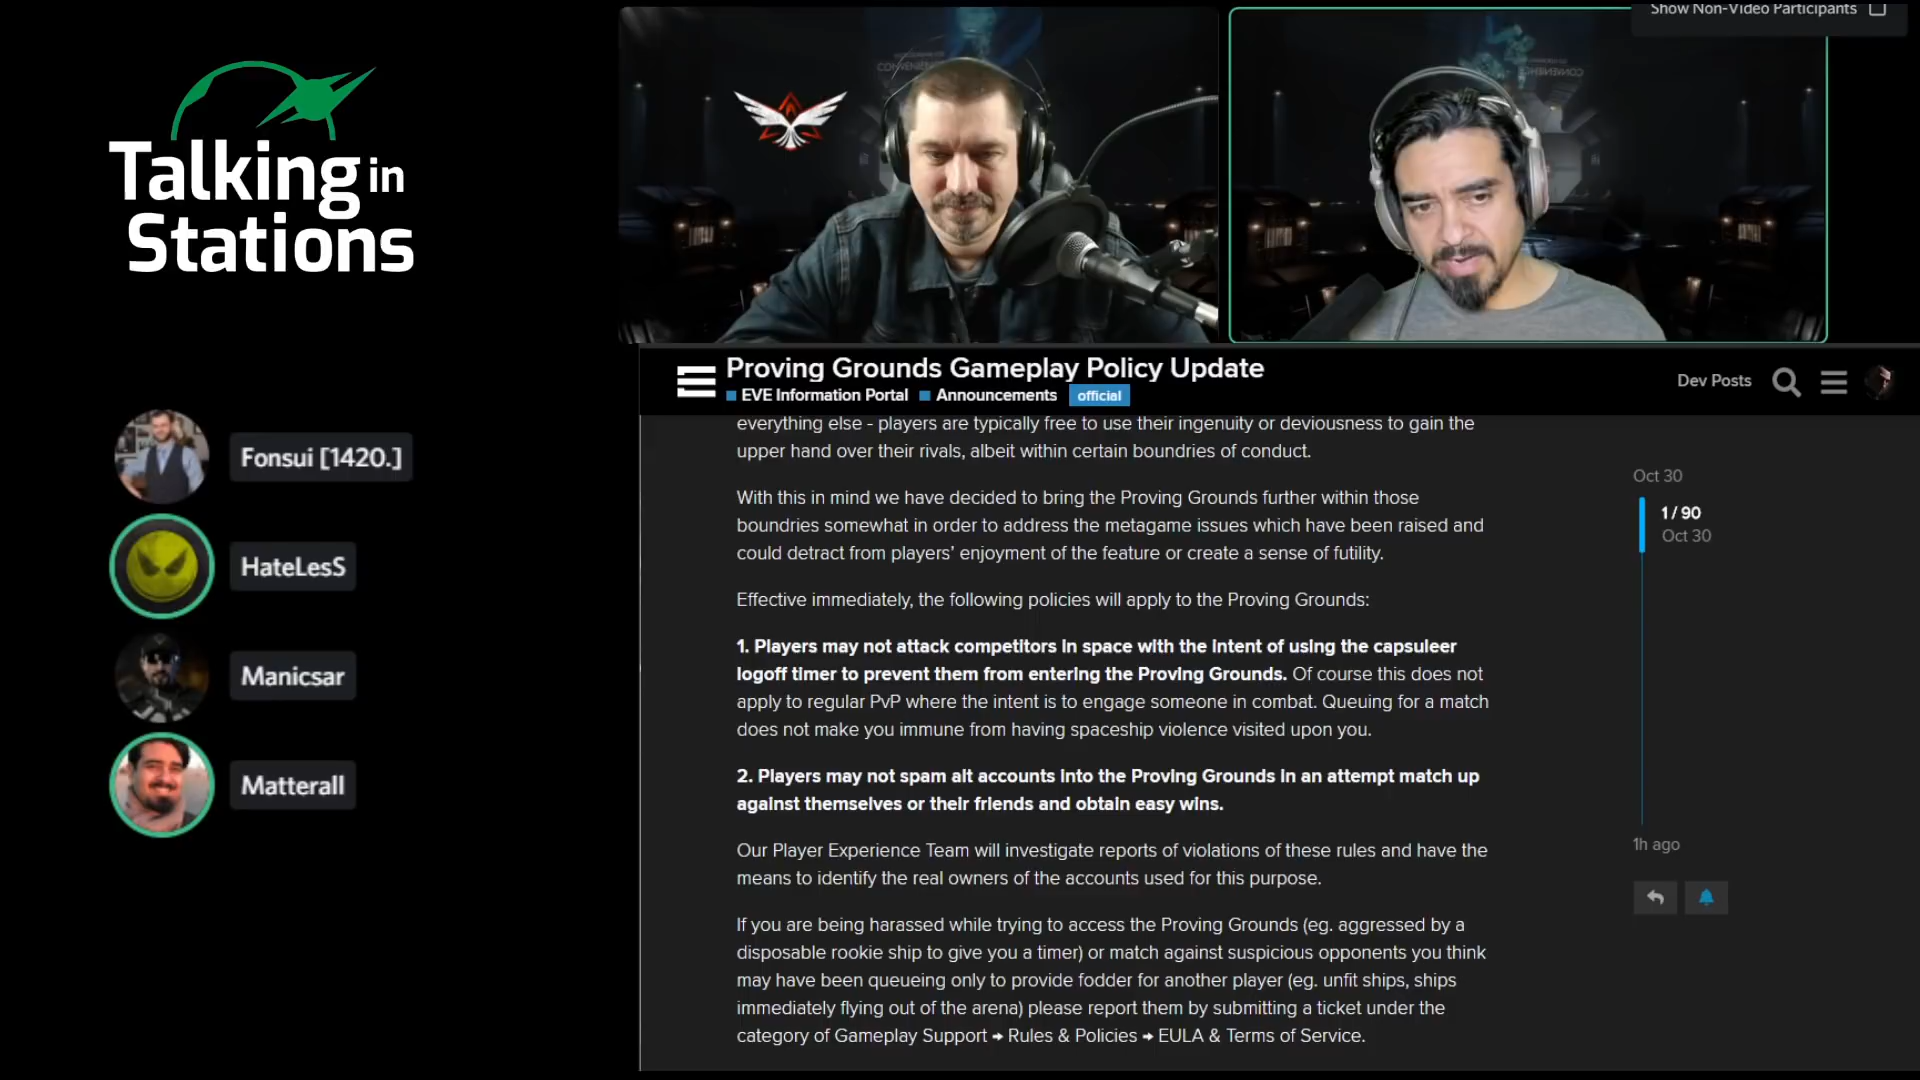 Show Non-Video Participants
Talking in
Stations
Fonsui [1420.]
HateLesS
Manicsar
Matterall
Proving Grounds Gameplay Policy Update
EVE Information Portal Announcements official
Dev Posts
everything else - players are typically free to use their ingenuity or deviousness to gain the
upper hand over their rivals, albeit within certain boundries of conduct.
With this in mind we have decided to bring the Proving Grounds further within those
boundries somewhat in order to address the metagame issues which have been raised and
could detract from players’ enjoyment of the feature or create a sense of futility.
Effective immediately, the following policies will apply to the Proving Grounds:
1. Players may not attack competitors in space with the intent of using the capsuleer
logoff timer to prevent them from entering the Proving Grounds. Of course this does not
apply to regular PvP where the intent is to engage someone in combat. Queuing for a match
does not make you immune from having spaceship violence visited upon you.
2. Players may not spam alt accounts into the Proving Grounds in an attempt match up
against themselves or their friends and obtain easy wins.
Our Player Experience Team will investigate reports of violations of these rules and have the
means to identify the real owners of the accounts used for this purpose.
If you are being harassed while trying to access the Proving Grounds (eg. aggressed by a
disposable rookie ship to give you a timer) or match against suspicious opponents you think
may have been queueing only to provide fodder for another player (eg. unfit ships, ships
immediately flying out of the arena) please report them by submitting a ticket under the
category of Gameplay Support → Rules & Policies → EULA & Terms of Service.
Oct 30
1 / 90
Oct 30
1h ago